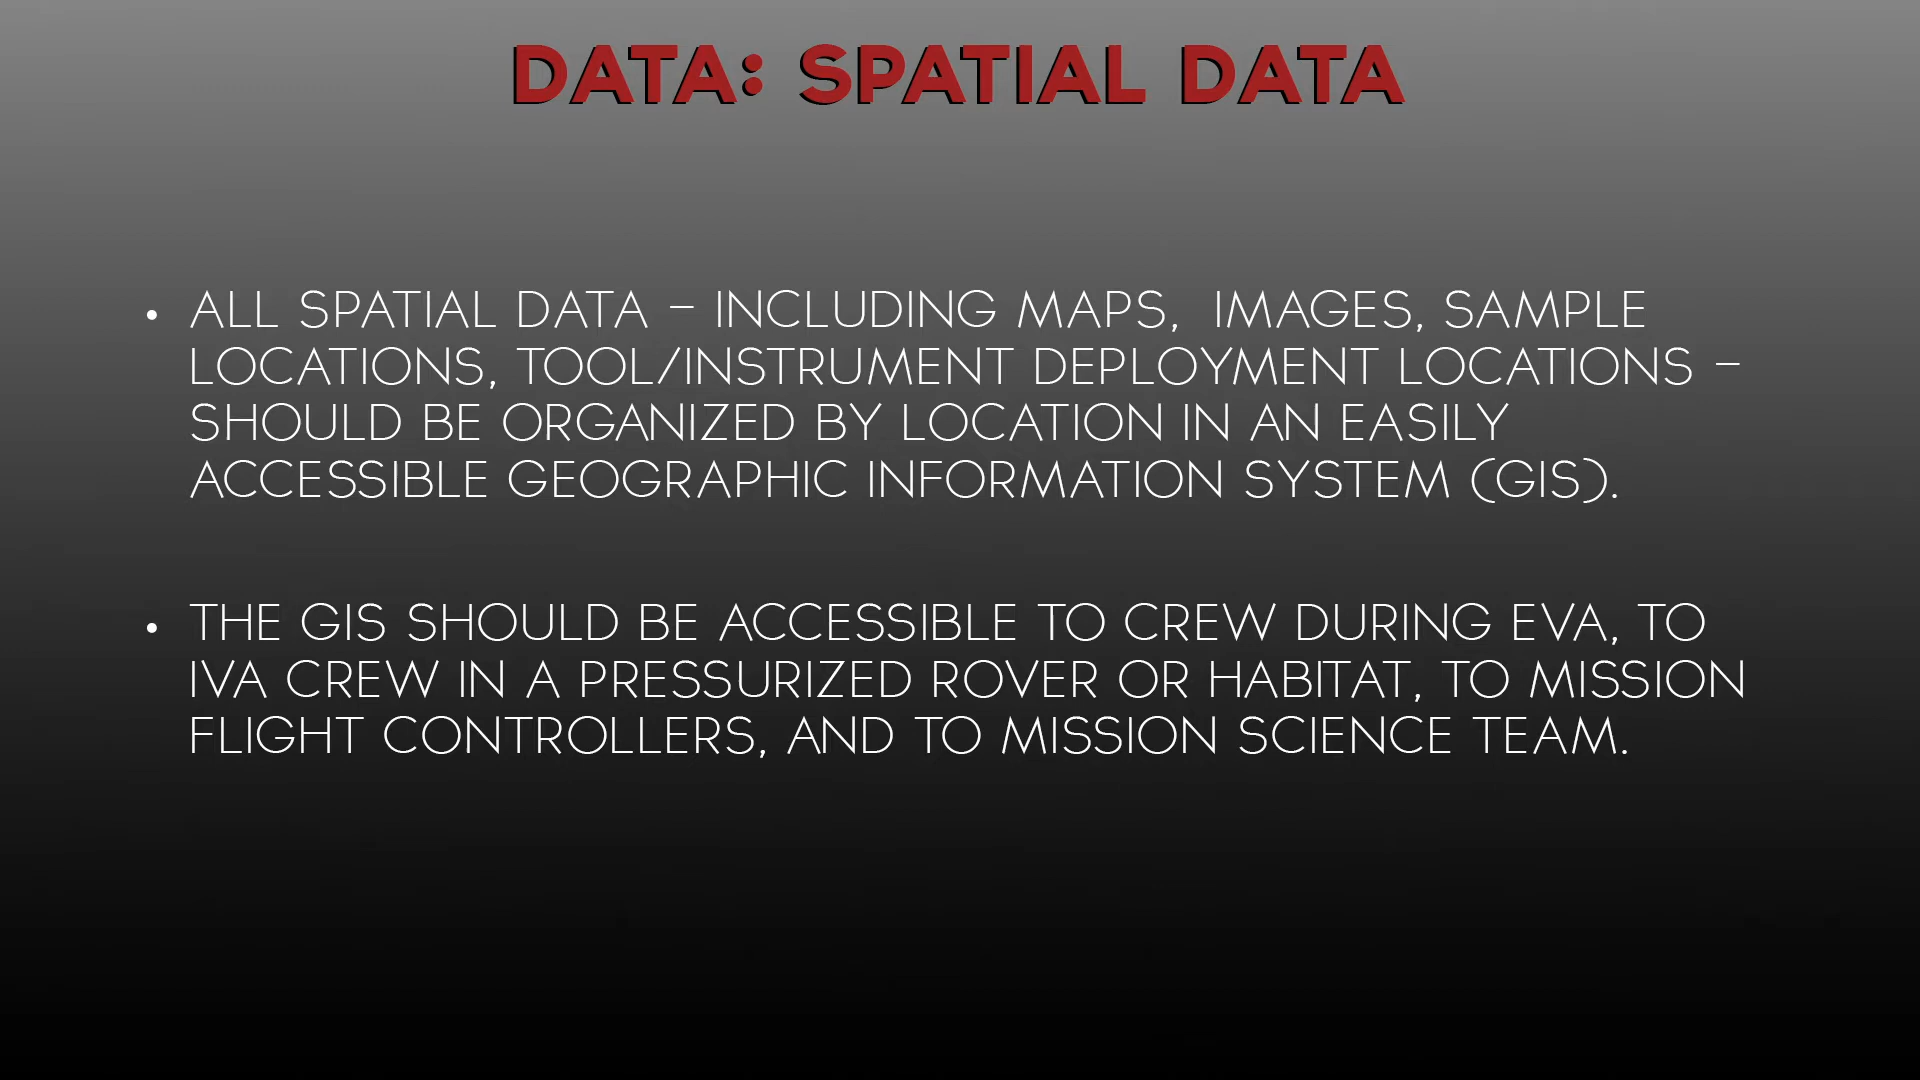 DATA: SPATIAL DATA
• ALL SPATIAL DATA – INCLUDING MAPS, IMAGES, SAMPLE
LOCATIONS, TOOL/INSTRUMENT DEPLOYMENT LOCATIONS –
SHOULD BE ORGANIZED BY LOCATION IN AN EASILY
ACCESSIBLE GEOGRAPHIC INFORMATION SYSTEM (GIS).
• THE GIS SHOULD BE ACCESSIBLE TO CREW DURING EVA, TO
IVA CREW IN A PRESSURIZED ROVER OR HABITAT, TO MISSION
FLIGHT CONTROLLERS, AND TO MISSION SCIENCE TEAM.